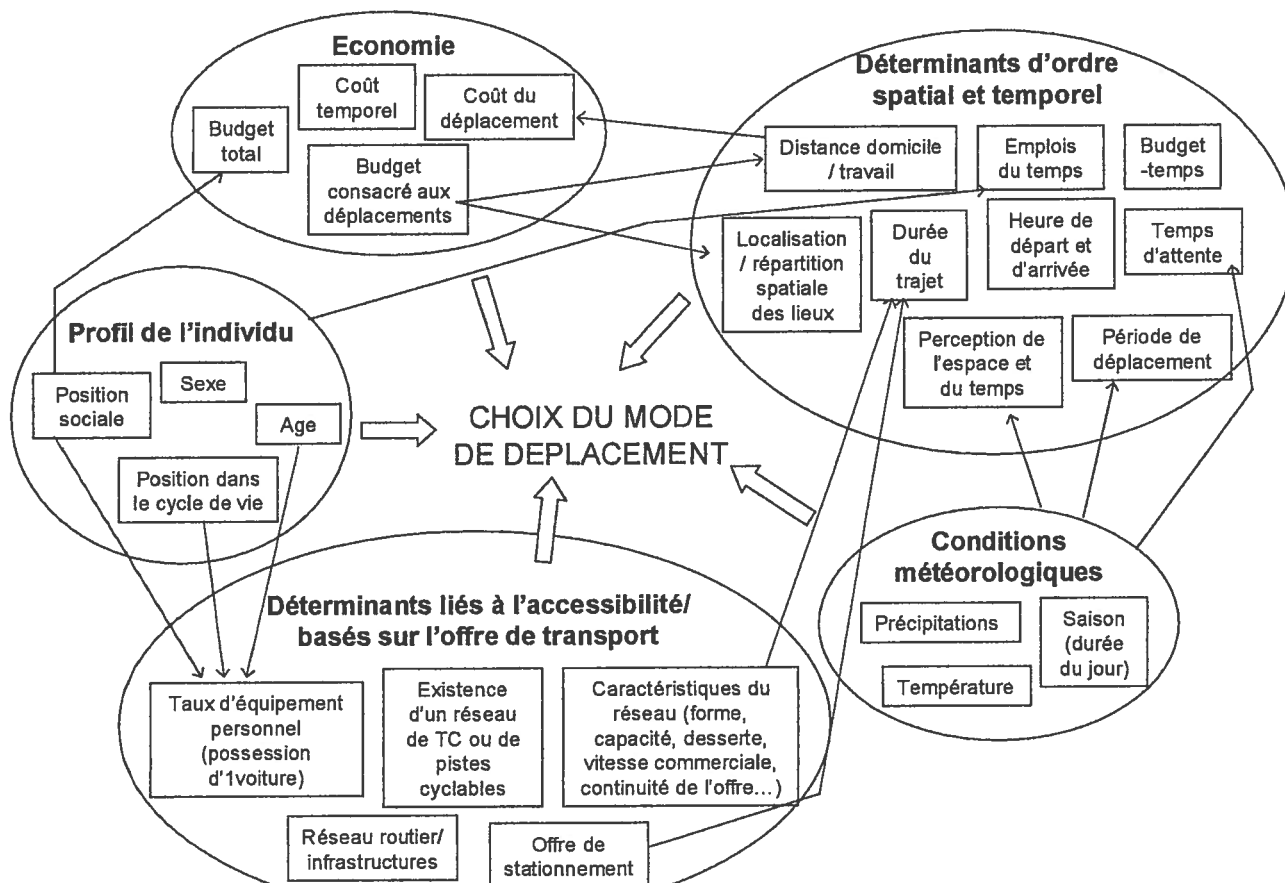 Economie
Coût
temporel
Coût du
déplacement
Budget
total
Budget
consacré aux
déplacements
Déterminants d'ordre
spatial et temporel
Distance domicile
/ travail
Emplois
du temps
Budget
-temps
Localisation
/ répartition
spatiale
des lieux
Durée
du
trajet
Heure de
départ et
d'arrivée
Temps
d'attente
Perception de
l'espace et
du temps
Période de
déplacement
Profil de l'individu
Position
sociale
Sexe
Age
Position dans
le cycle de vie
CHOIX DU MODE
DE DEPLACEMENT
Conditions
météorologiques
Précipitations
Saison
(durée
du jour)
Température
Déterminants liés à l'accessibilité/
basés sur l'offre de transport
Taux d'équipement
personnel
(possession
d'1voiture)
Existence
d'un réseau
de TC ou de
pistes
cyclables
Caractéristiques du
réseau (forme,
capacité, desserte,
vitesse commerciale,
continuité de l'offre...)
Réseau routier/
infrastructures
Offre de
stationnement